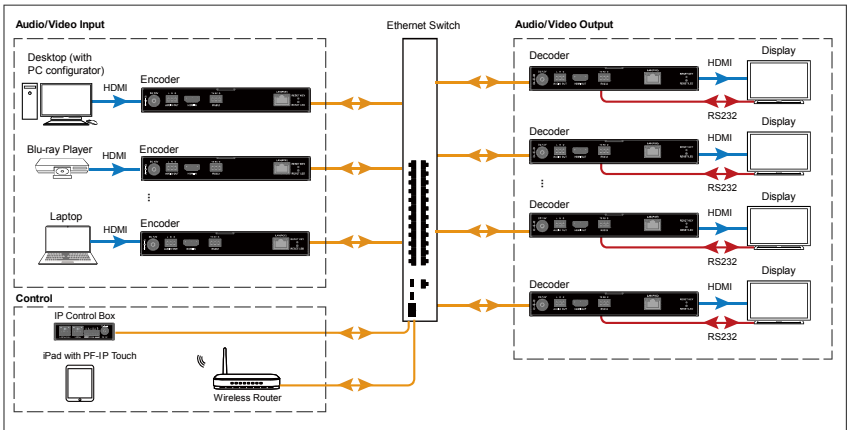 Audio/Video Input
Ethernet Switch
Audio/Video Output
Desktop (with
PC configurator)
HDMI
Encoder
Blu-ray Player
HDMI
Encoder
...
Laptop
HDMI
Encoder
Control
IP Control Box
iPad with PF-IP Touch
Wireless Router
Decoder
HDMI
Display
RS232
Decoder
HDMI
Display
RS232
...
Decoder
HDMI
Display
RS232
Decoder
HDMI
Display
RS232